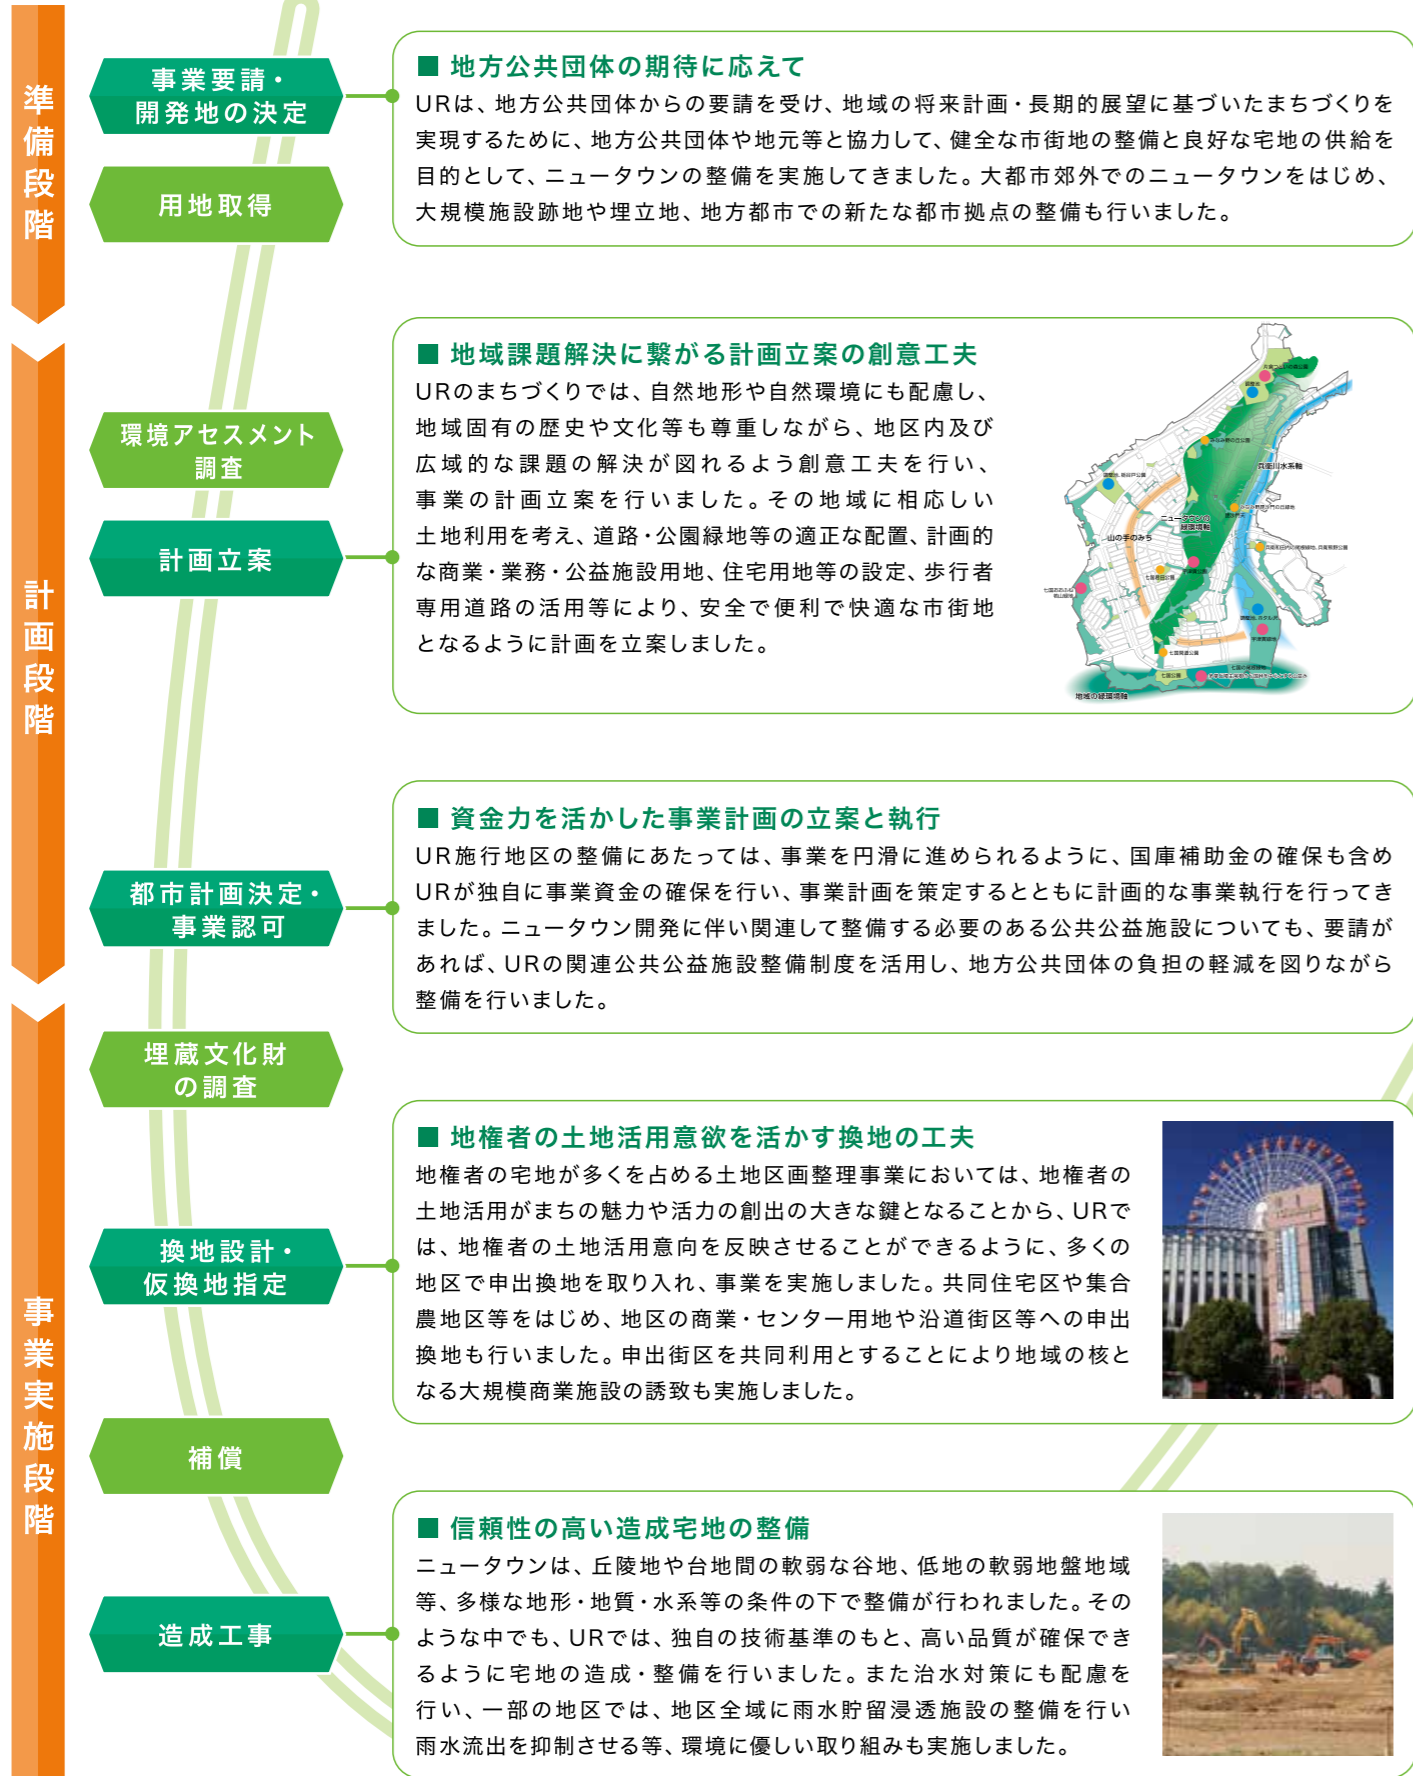 準備段階
事業要請・
開発地の決定
用地取得
■ 地方公共団体の期待に応えて
URは、地方公共団体からの要請を受け、地域の将来計画・長期的展望に基づいたまちづくりを
実現するために、地方公共団体や地元等と協力して、健全な市街地の整備と良好な宅地の供給を
目的として、ニュータウンの整備を実施してきました。大都市郊外でのニュータウンをはじめ、
大規模施設跡地や埋立地、地方都市での新たな都市拠点の整備も行いました。
計画段階
環境アセスメント
調査
計画立案
■ 地域課題解決に繋がる計画立案の創意工夫
URのまちづくりでは、自然地形や自然環境にも配慮し、
地域固有の歴史や文化等も尊重しながら、地区内及び
広域的な課題の解決が図れるよう創意工夫を行い、
事業の計画立案を行いました。その地域に相応しい
土地利用を考え、道路・公園緑地等の適正な配置、計画的
な商業・業務・公益施設用地、住宅用地等の設定、歩行者
専用道路の活用等により、安全で便利で快適な市街地
となるように計画を立案しました。
兵衛川水系軸
ニュータウンの
緑環境軸
山の手のみち
七国公園
地域の緑環境軸
都市計画決定・
事業認可
■ 資金力を活かした事業計画の立案と執行
UR施行地区の整備にあたっては、事業を円滑に進められるように、国庫補助金の確保も含め
URが独自に事業資金の確保を行い、事業計画を策定するとともに計画的な事業執行を行ってき
ました。ニュータウン開発に伴い関連して整備する必要のある公共公益施設についても、要請が
あれば、URの関連公共公益施設整備制度を活用し、地方公共団体の負担の軽減を図りながら
整備を行いました。
事業実施段階
埋蔵文化財
の調査
換地設計・
仮換地指定
■ 地権者の土地活用意欲を活かす換地の工夫
地権者の宅地が多くを占める土地区画整理事業においては、地権者の
土地活用がまちの魅力や活力の創出の大きな鍵となることから、URで
は、地権者の土地活用意向を反映させることができるように、多くの
地区で申出換地を取り入れ、事業を実施しました。共同住宅区や集合
農地区等をはじめ、地区の商業・センター用地や沿道街区等への申出
換地も行いました。申出街区を共同利用とすることにより地域の核と
なる大規模商業施設の誘致も実施しました。
補償
造成工事
■ 信頼性の高い造成宅地の整備
ニュータウンは、丘陵地や台地間の軟弱な谷地、低地の軟弱地盤地域
等、多様な地形・地質・水系等の条件の下で整備が行われました。その
ような中でも、URでは、独自の技術基準のもと、高い品質が確保でき
るように宅地の造成・整備を行いました。また治水対策にも配慮を
行い、一部の地区では、地区全域に雨水貯留浸透施設の整備を行い
雨水流出を抑制させる等、環境に優しい取り組みも実施しました。